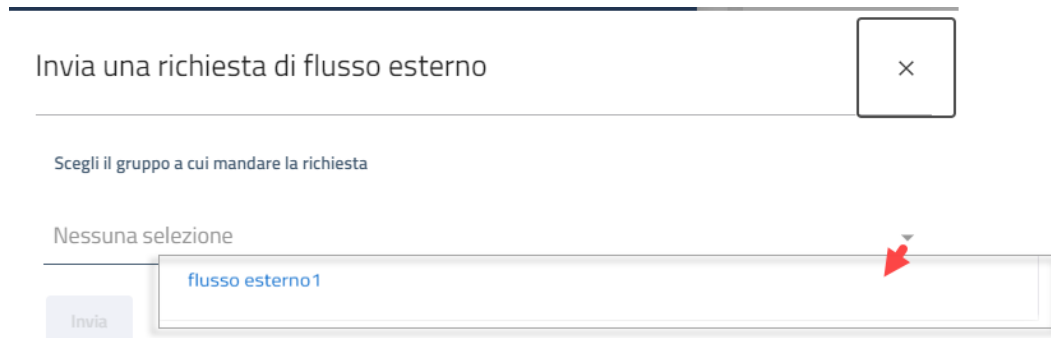 Invia una richiesta di flusso esterno
Scegli il gruppo a cui mandare la richiesta
Nessuna selezione
flusso esterno1
Invia